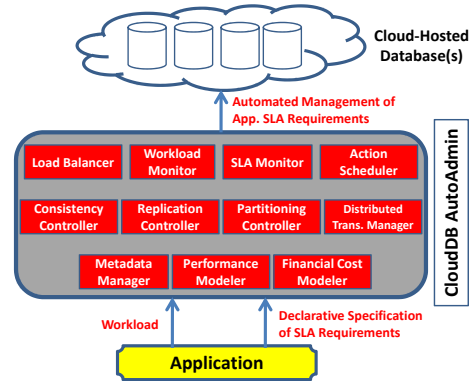 Cloud-Hosted
Database(s)
Automated Management of
App. SLA Requirements
Load Balancer
Workload
Monitor
SLA Monitor
Action
Scheduler
Consistency
Controller
Replication
Controller
Partitioning
Controller
Distributed
Trans. Manager
Metadata
Manager
Performance
Modeler
Financial Cost
Modeler
CloudDB AutoAdmin
Workload
Declarative Specification
of SLA Requirements
Application